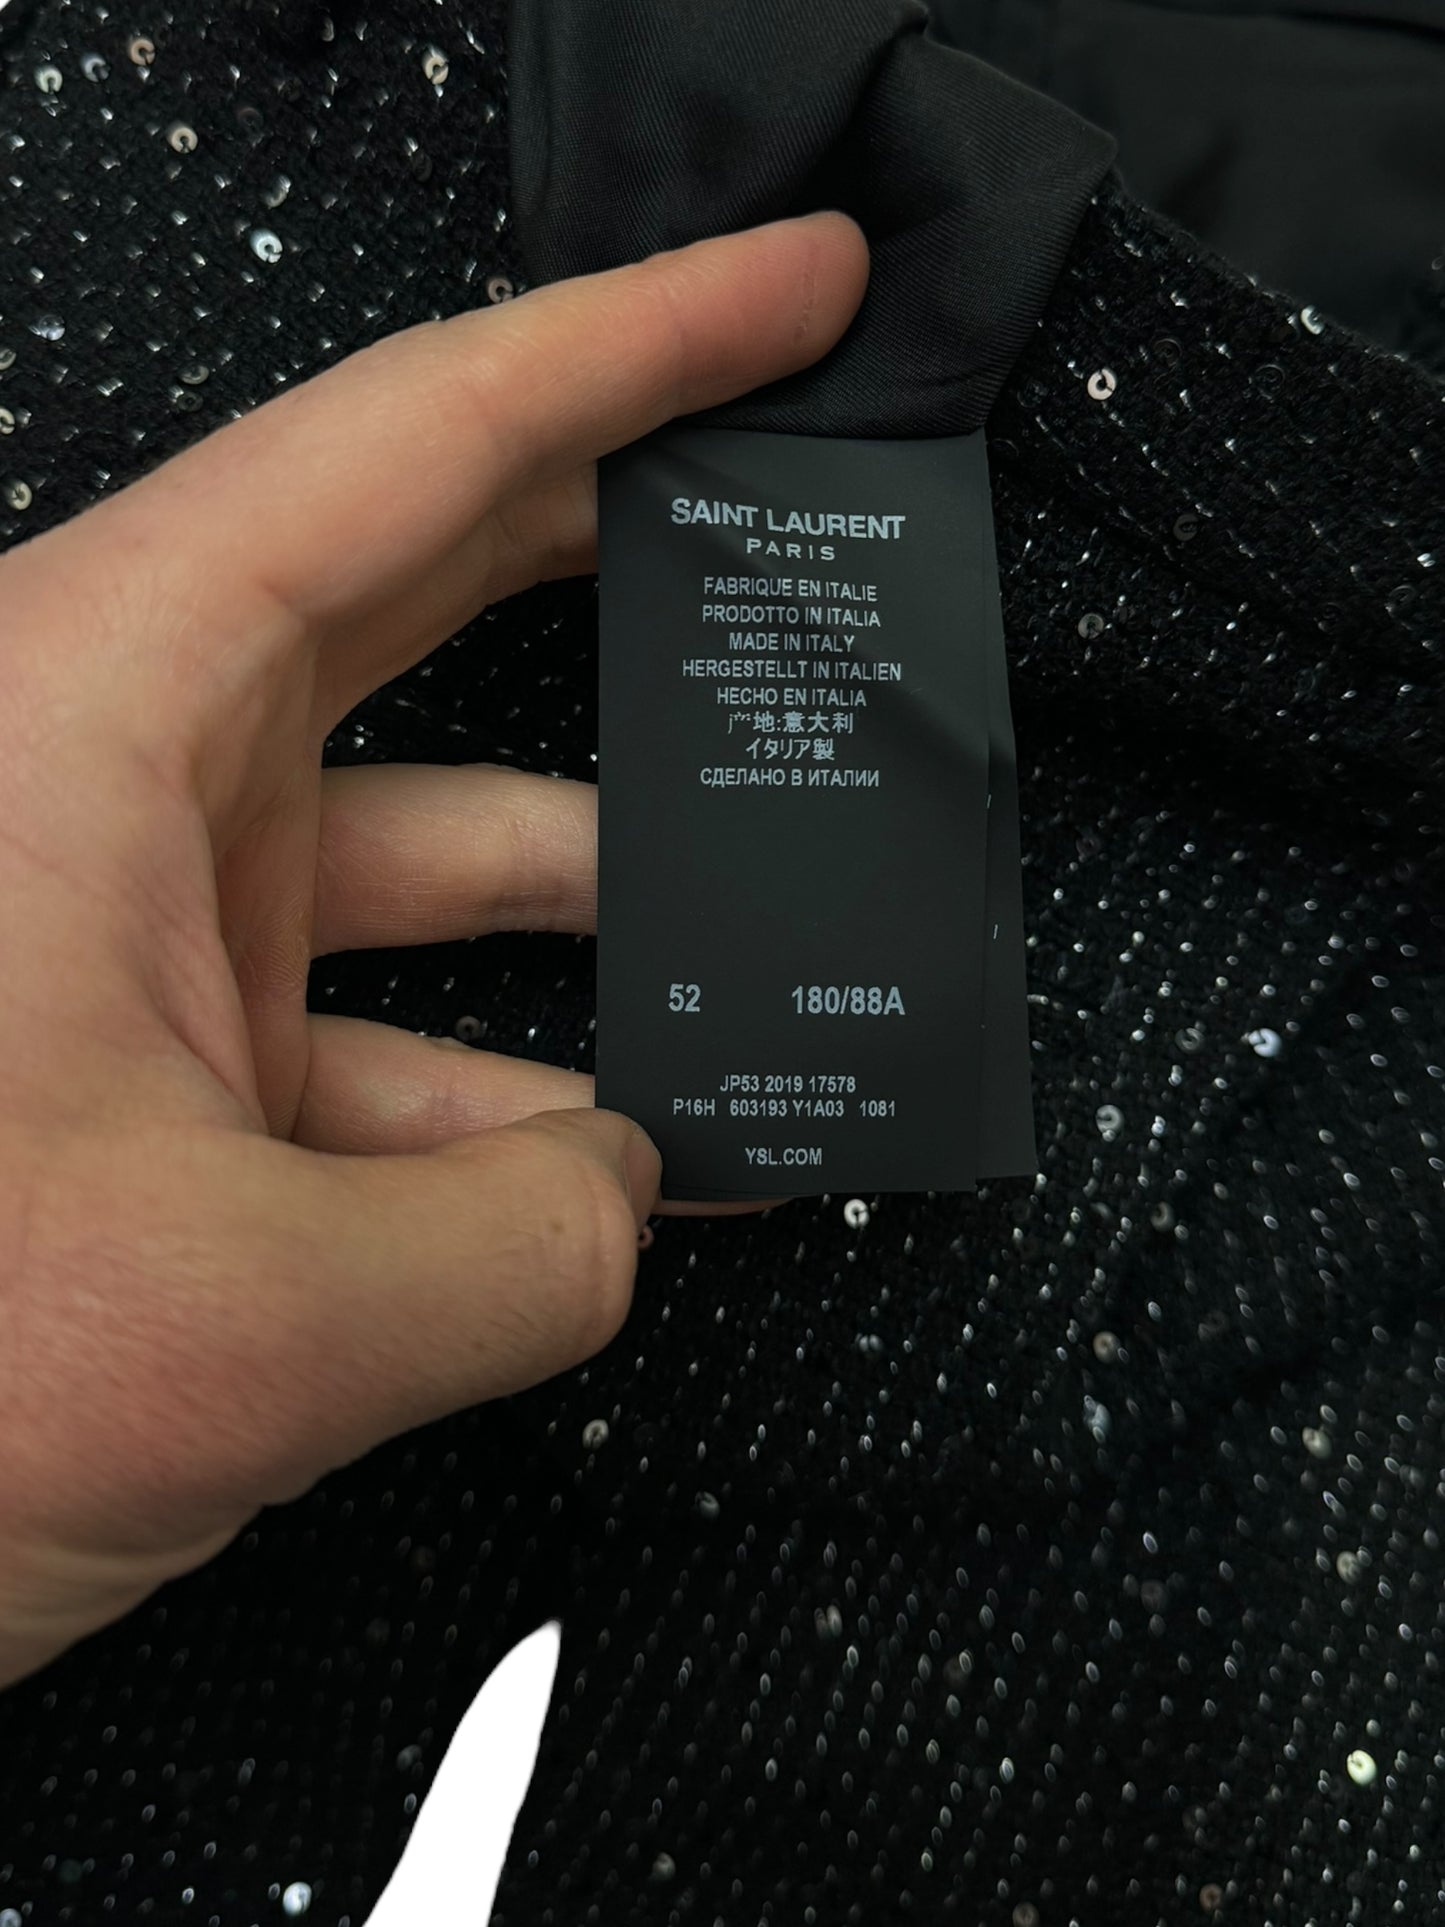 SAINT LAURENT
PARIS
FABRIQUE EN ITALIE
PRODOTTO IN ITALIA
MADE IN ITALY
HERGESTELLT IN ITALIEN
HECHO EN ITALIA
产地:意大利
イタリア製
СДЕЛАНО В ИТАЛИИ
52 180/88A
JP53 2019 17578
P16H 603193 Y1A03 1081
YSL.COM